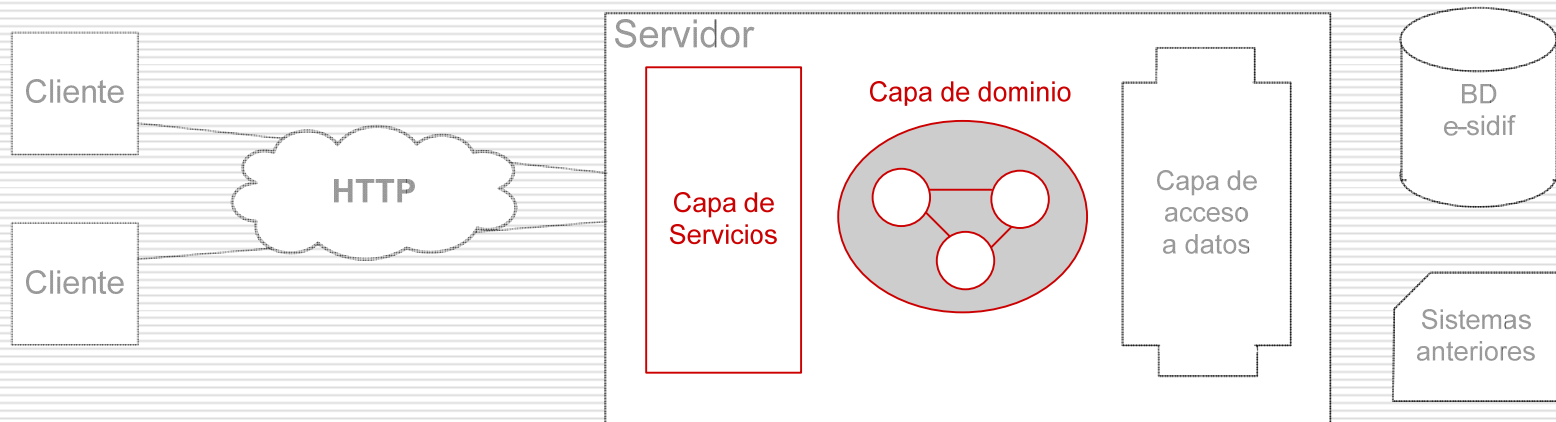 Servidor
Cliente
Cliente
HTTP
Capa de
Servicios
Capa de dominio
Capa de
acceso
a datos
BD
e-sidif
Sistemas
anteriores